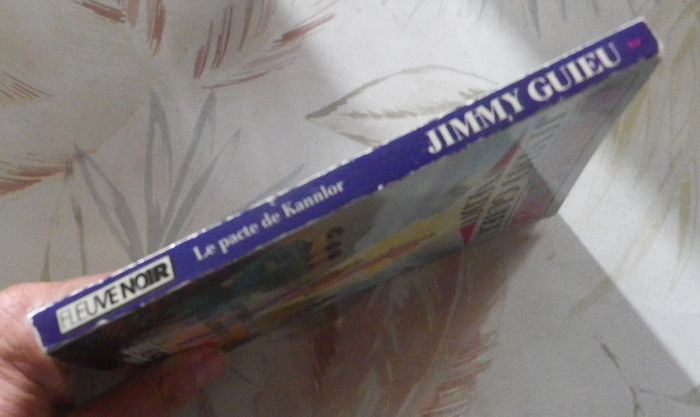 FLEUVE NOIR
Le pacte de Kannlor
JIMMY GUIEU